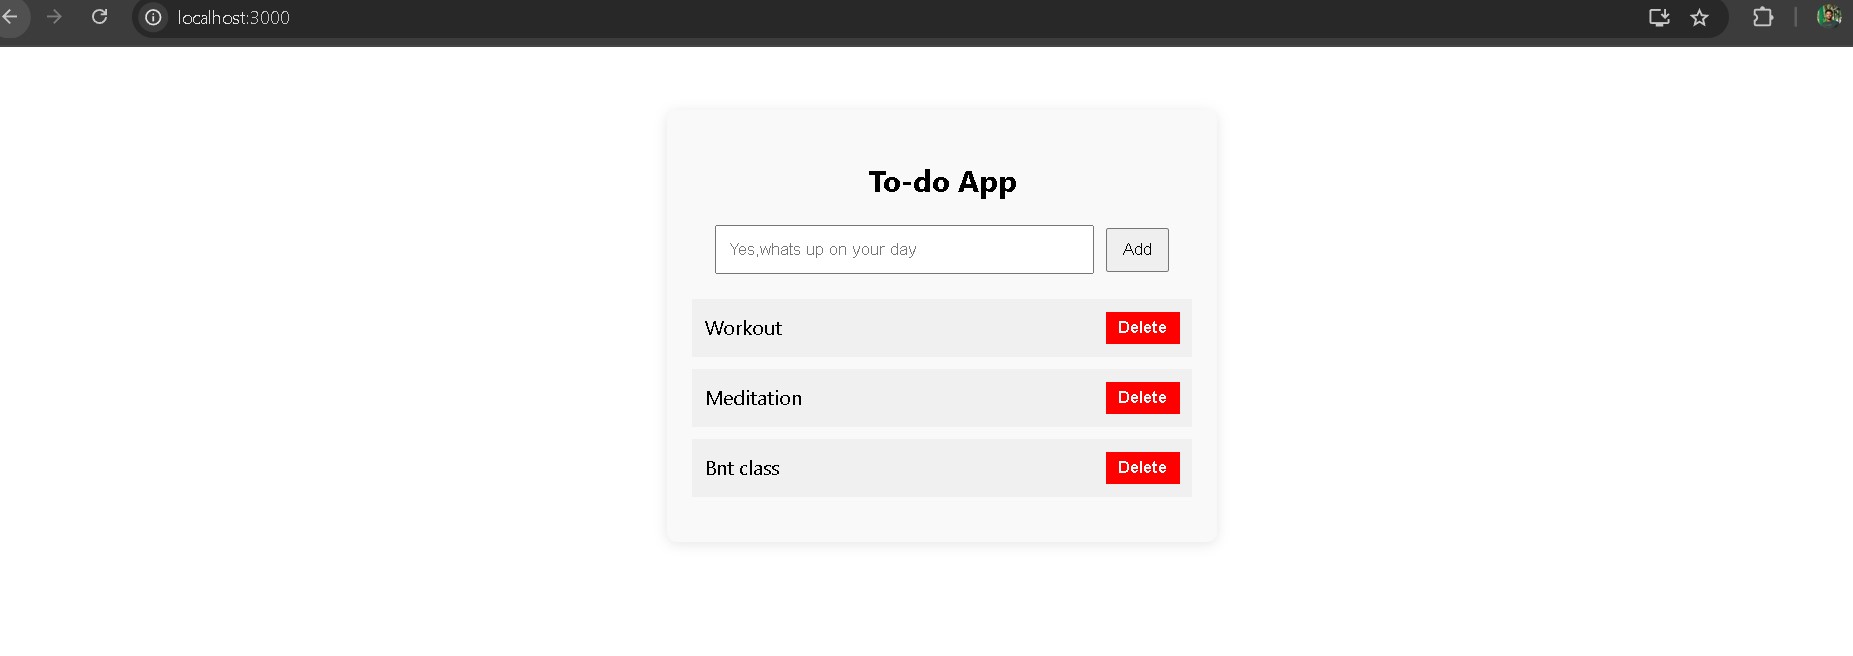 localhost:3000
To-do App
Yes,whats up on your day
Add
Workout
Delete
Meditation
Delete
Bnt class
Delete